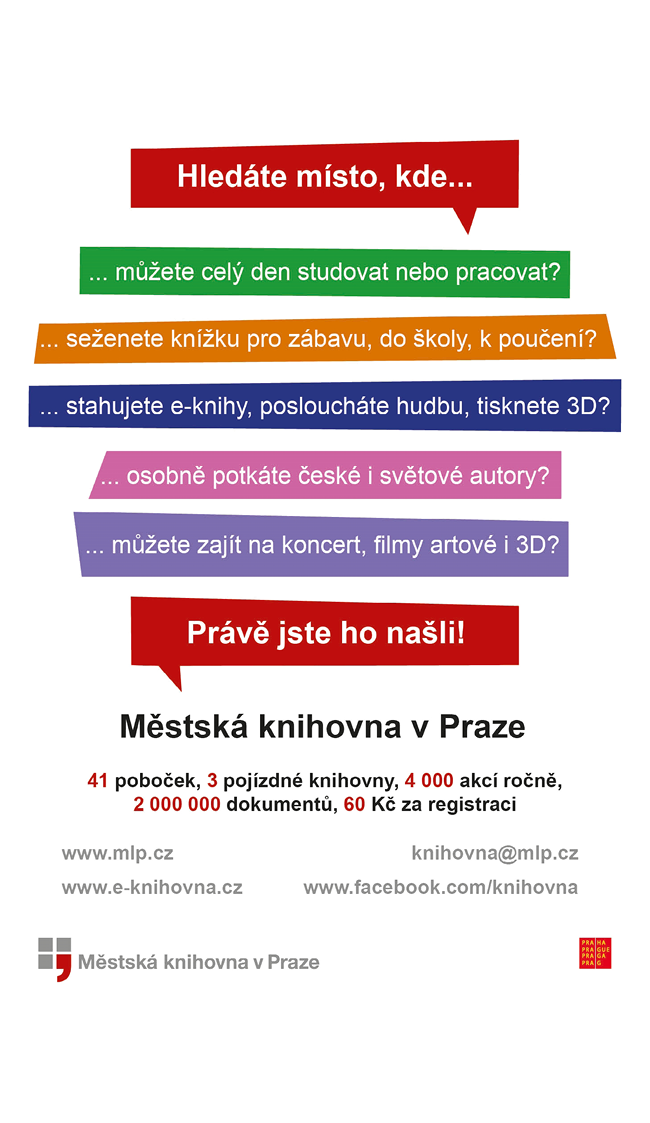 Hledáte místo, kde...
... můžete celý den studovat nebo pracovat?
... seženete knížku pro zábavu, do školy, k poučení?
... stahujete e-knihy, posloucháte hudbu, tisknete 3D?
... osobně potkáte české i světové autory?
... můžete zajít na koncert, filmy artové i 3D?
Právě jste ho našli!
Městská knihovna v Praze
41 poboček, 3 pojízdné knihovny, 4 000 akcí ročně,
2 000 000 dokumentů, 60 Kč za registraci
www.mlp.cz knihovna@mlp.cz
www.e-knihovna.cz www.facebook.com/knihovna
Městská knihovna v Praze
PRA HA
PRA GUE
PRA GA
PRA G